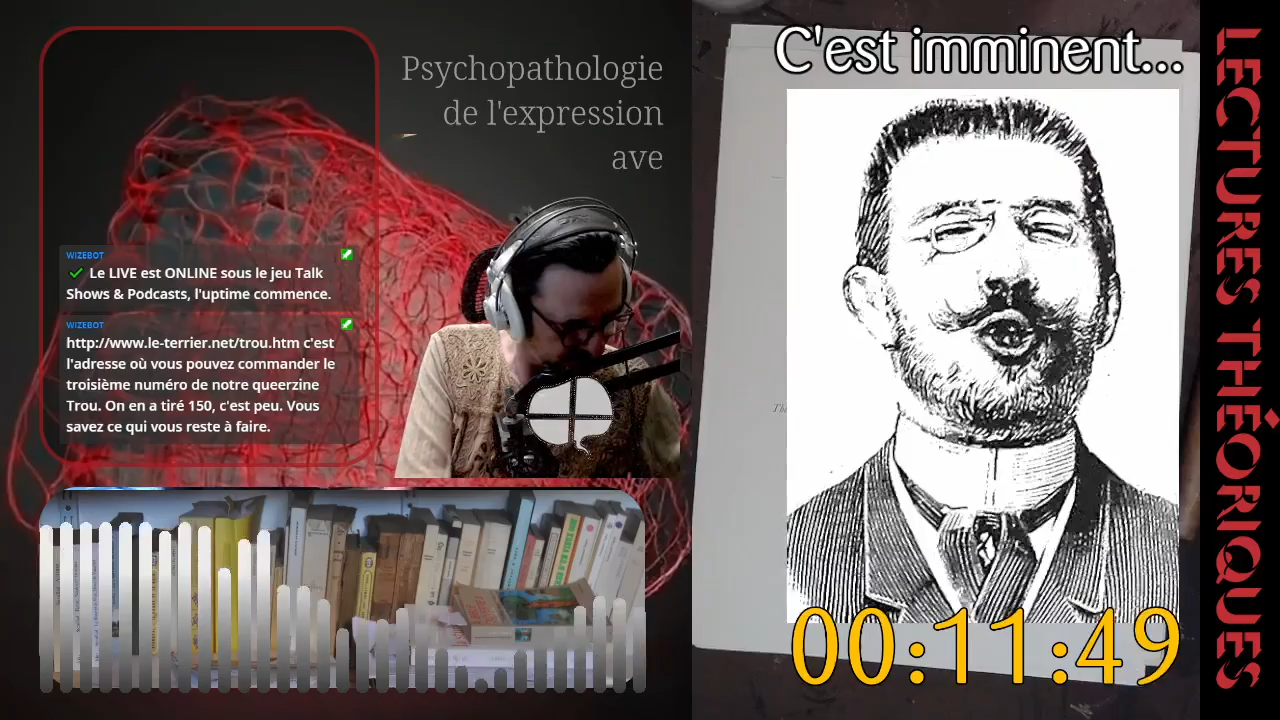 Psychopathologie
de l'expression
ave
WIZEBOT
Le LIVE est ONLINE sous le jeu Talk
Shows & Podcasts, l'uptime commence.
WIZEBOT
http://www.le-terrier.net/trou.htm c'est
l'adresse où vous pouvez commander le
troisième numéro de notre queerzine
Trou. On en a tiré 150, c'est peu. Vous
savez ce qui vous reste à faire.
C'est imminent...
00:11:49
LECTURES THÉORIQUES